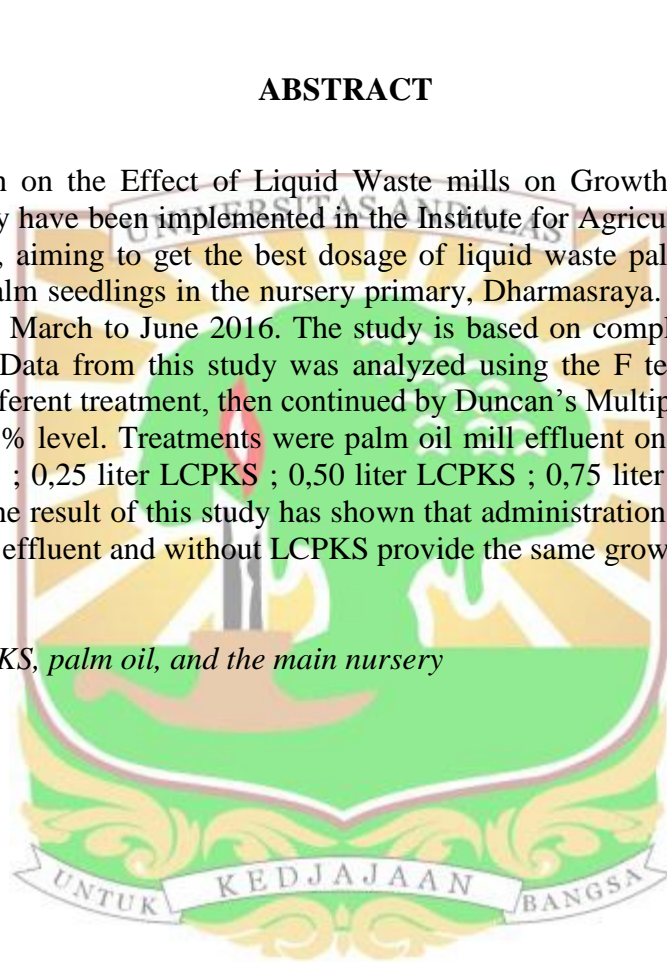 ABSTRACT
n on the Effect of Liquid Waste mills on Growth
y have been implemented in the Institute for Agricu
, aiming to get the best dosage of liquid waste pal
alm seedlings in the nursery primary, Dharmasraya.
March to June 2016. The study is based on compl
Data from this study was analyzed using the F te
fferent treatment, then continued by Duncan's Multip
% level. Treatments were palm oil mill effluent on
; 0,25 liter LCPKS ; 0,50 liter LCPKS ; 0,75 liter
he result of this study has shown that administration
effluent and without LCPKS provide the same grow
KS, palm oil, and the main nursery
UNIVERSITAS ANDALAS
UNTUK KEDJAJAAN BANGSA